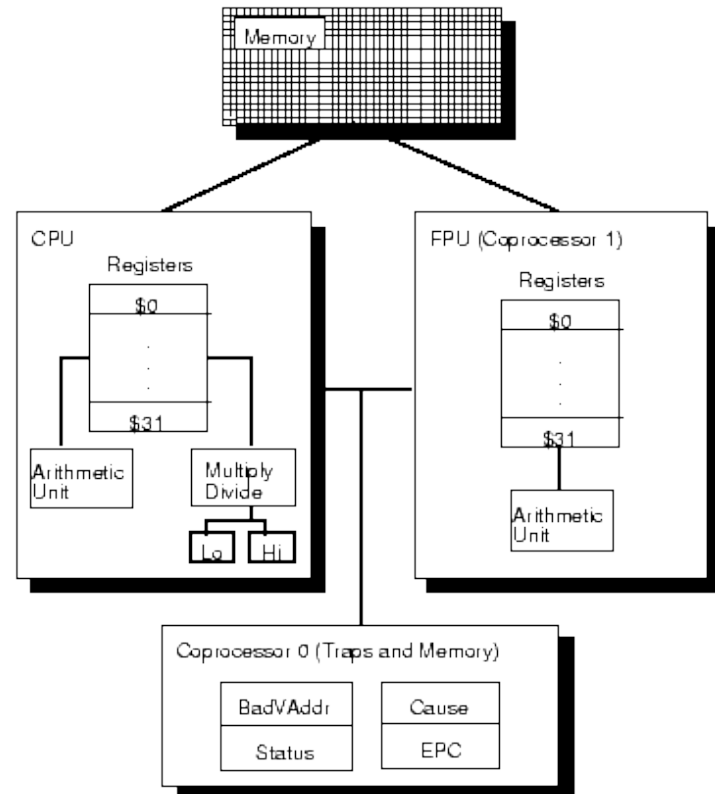 Memory
CPU
Registers
$0
.
.
.
$31
Arithmetic
Unit
Multiply
Divide
Lo
Hi
FPU (Coprocessor 1)
Registers
$0
.
.
.
$31
Arithmetic
Unit
Coprocessor 0 (Traps and Memory)
BadVAddr
Cause
Status
EPC